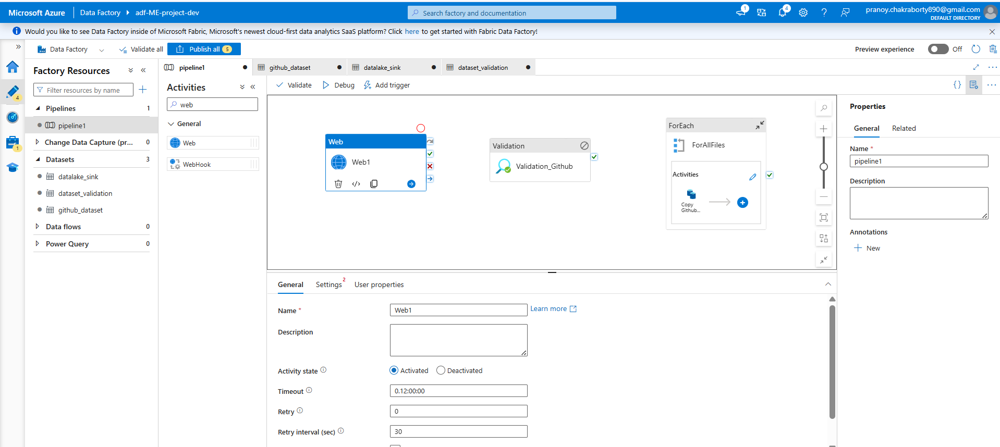 Microsoft Azure
Data Factory
adf-ME-project-dev
Search factory and documentation
1
4
pranoy.chakraborty890@gmail.com
DEFAULT DIRECTORY
Would you like to see Data Factory inside of Microsoft Fabric, Microsoft's newest cloud-first data analytics SaaS platform? Click here to get started with Fabric Data Factory!
Data Factory
Validate all
Publish all 5
Preview experience
Off
4
1
Factory Resources
Filter resources by name
Pipelines 1
pipeline1
Change Data Capture (pr... 0
Datasets 3
datalake_sink
dataset_validation
github_dataset
Data flows 0
Power Query 0
pipeline1
github_dataset
datalake_sink
dataset_validation
Activities
web
General
Web
WebHook
Validate
Debug
Add trigger
Web
Web1
Validation
Validation_Github
ForEach
ForAllFiles
Activities
Copy
Github...
General
Settings 2
User properties
Name *
Web1
Learn more
Description
Activity state
Activated
Deactivated
Timeout
0.12:00:00
Retry
0
Retry interval (sec)
30
Properties
General
Related
Name *
pipeline1
Description
Annotations
New